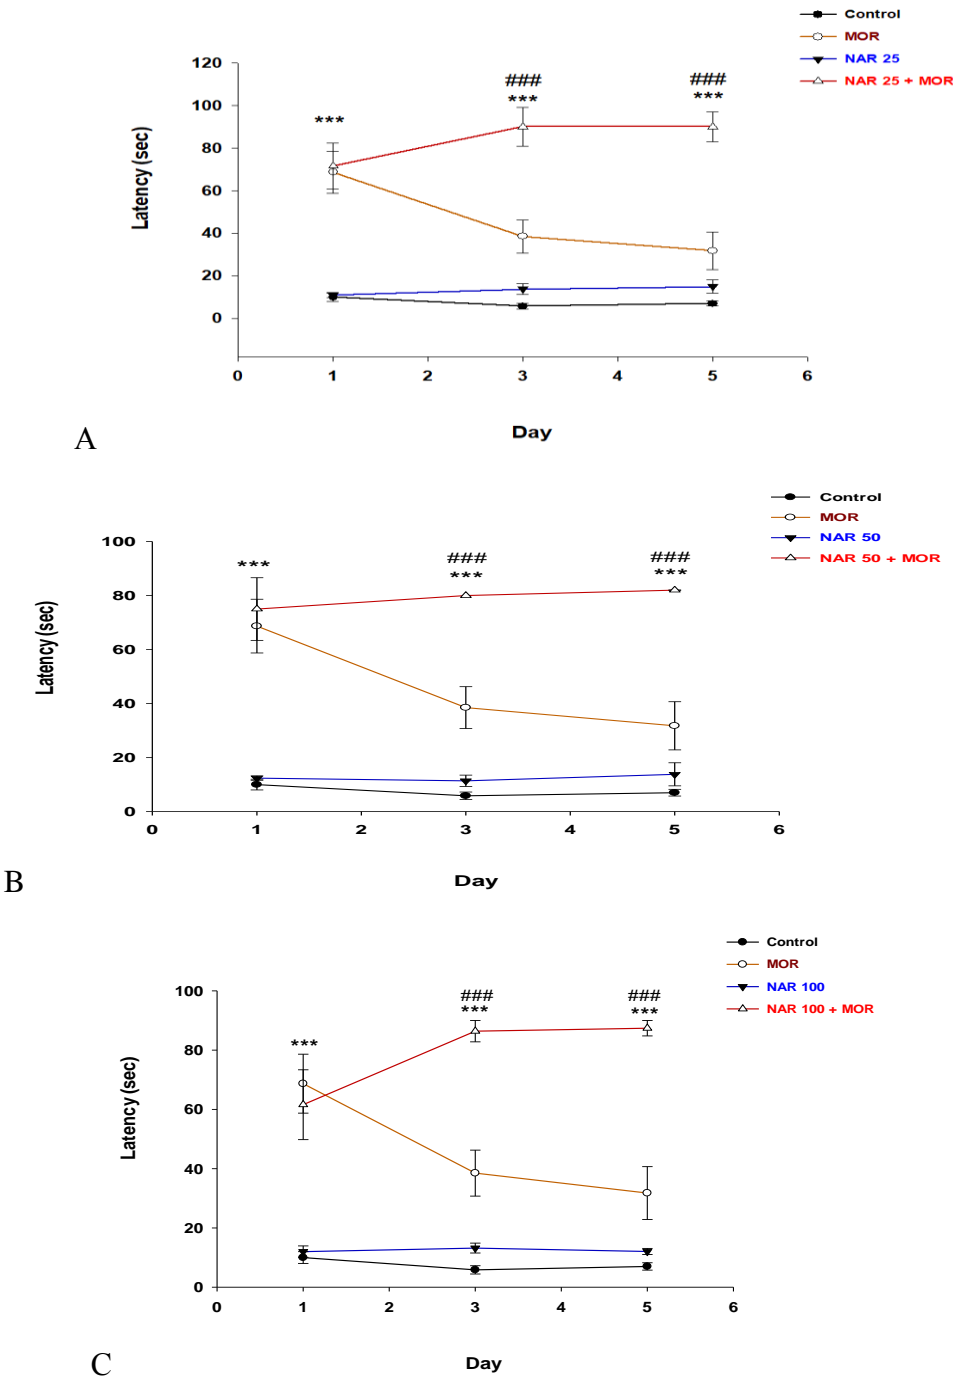 Control
MOR
NAR 25
NAR 25 + MOR
120
100
80
60
40
20
0
Latency (sec)
***
###
***
###
***
0 1 2 3 4 5 6
Day
A
Control
MOR
NAR 50
NAR 50 + MOR
100
80
60
40
20
0
Latency (sec)
***
###
***
###
***
0 1 2 3 4 5 6
Day
B
Control
MOR
NAR 100
NAR 100 + MOR
100
80
60
40
20
0
Latency (sec)
***
###
***
###
***
0 1 2 3 4 5 6
Day
C